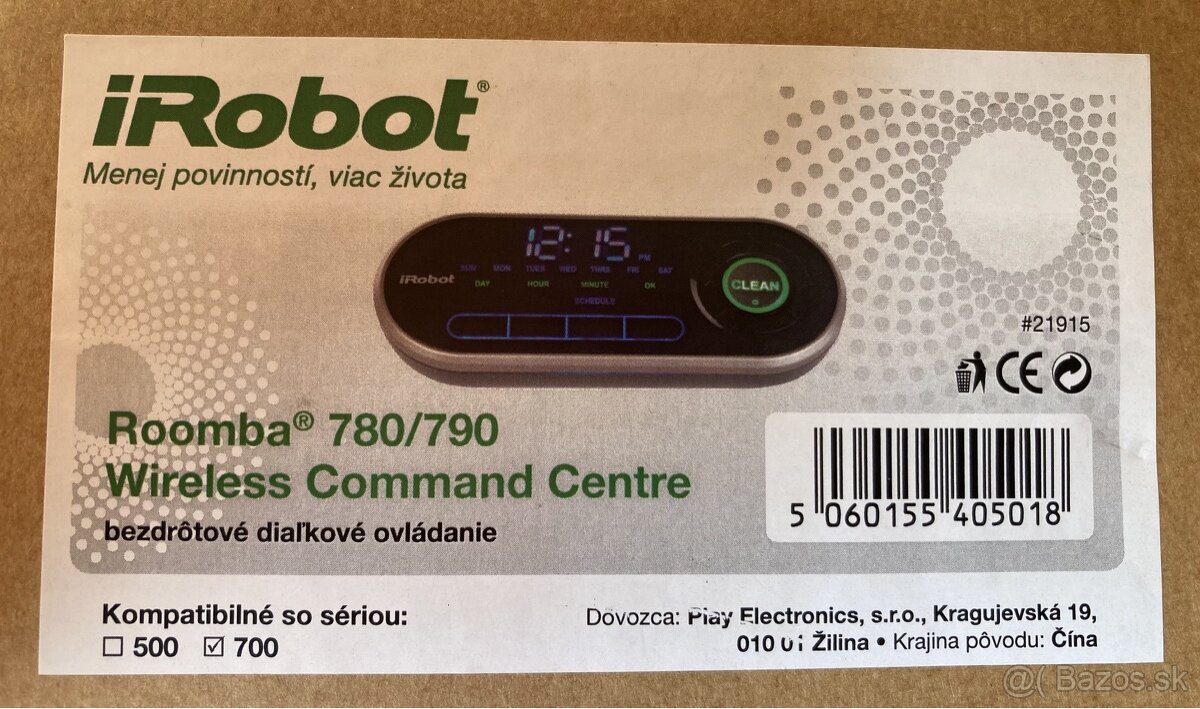 iRobot®
Menej povinností, viac života
12:15 PM
SUN MON TUES WED THRS FRI SAT
iRobot
DAY HOUR MINUTE OK
CLEAN
SCHEDULE
#21915
CE
Roomba® 780/790
Wireless Command Centre
bezdrôtové diaľkové ovládanie
5 060155 405018
Kompatibilné so sériou:
☐ 500 ☑ 700
Dovozca: Play Electronics, s.r.o., Kragujevská 19,
010 01 Žilina • Krajina pôvodu: Čína
@( Bazos.sk